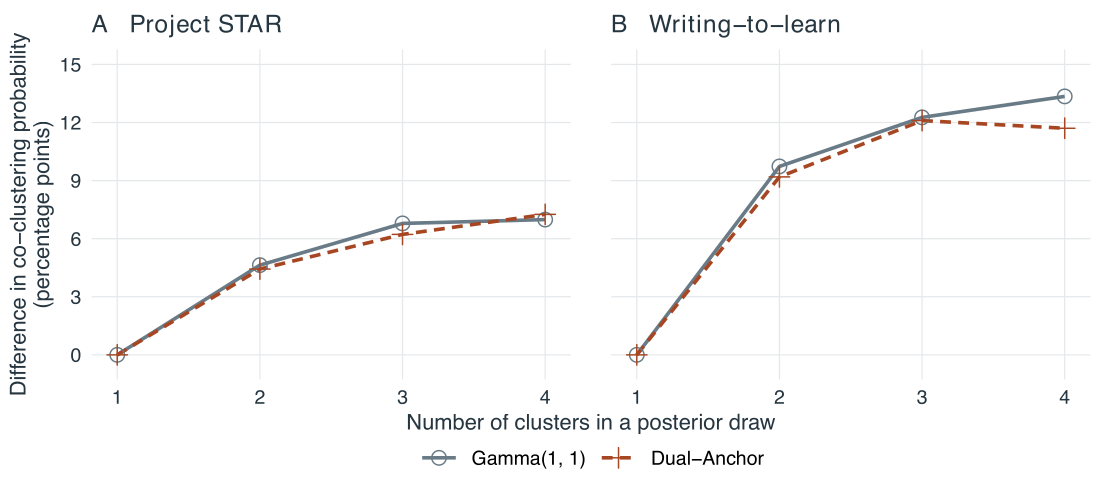 A Project STAR
B Writing−to−learn
Difference in co−clustering probability
(percentage points)
15
12
9
6
3
0
1 2 3 4
1 2 3 4
Number of clusters in a posterior draw
Gamma(1, 1) Dual−Anchor